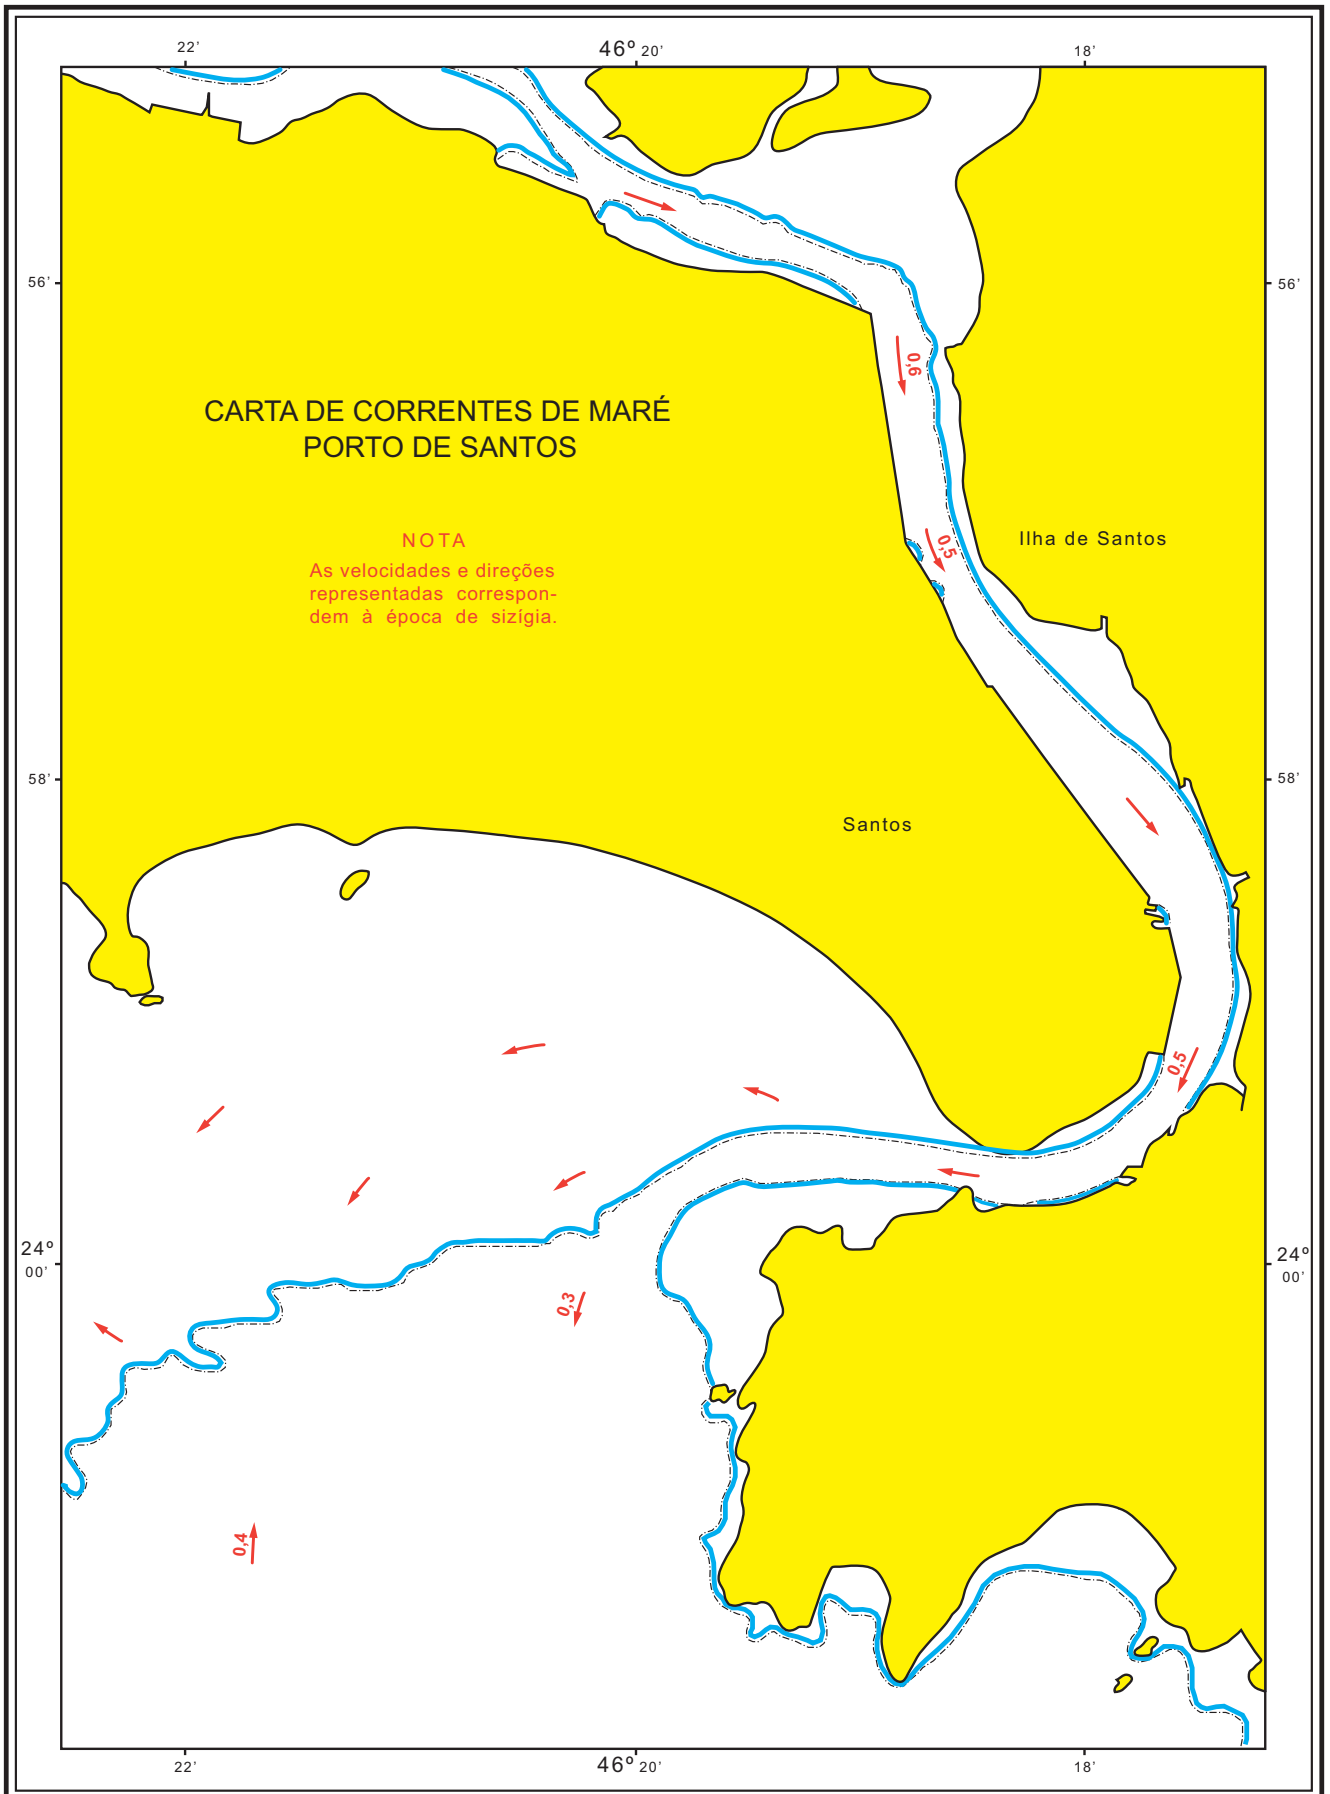 22'
46° 20'
18'
56'
56'
0,6
CARTA DE CORRENTES DE MARÉ
PORTO DE SANTOS
NOTA
As velocidades e direções
representadas correspon-
dem à época de sizígia.
0,5
Ilha de Santos
58'
58'
Santos
0,5
24°
00'
24°
00'
0,3
0,4
22'
46° 20'
18'